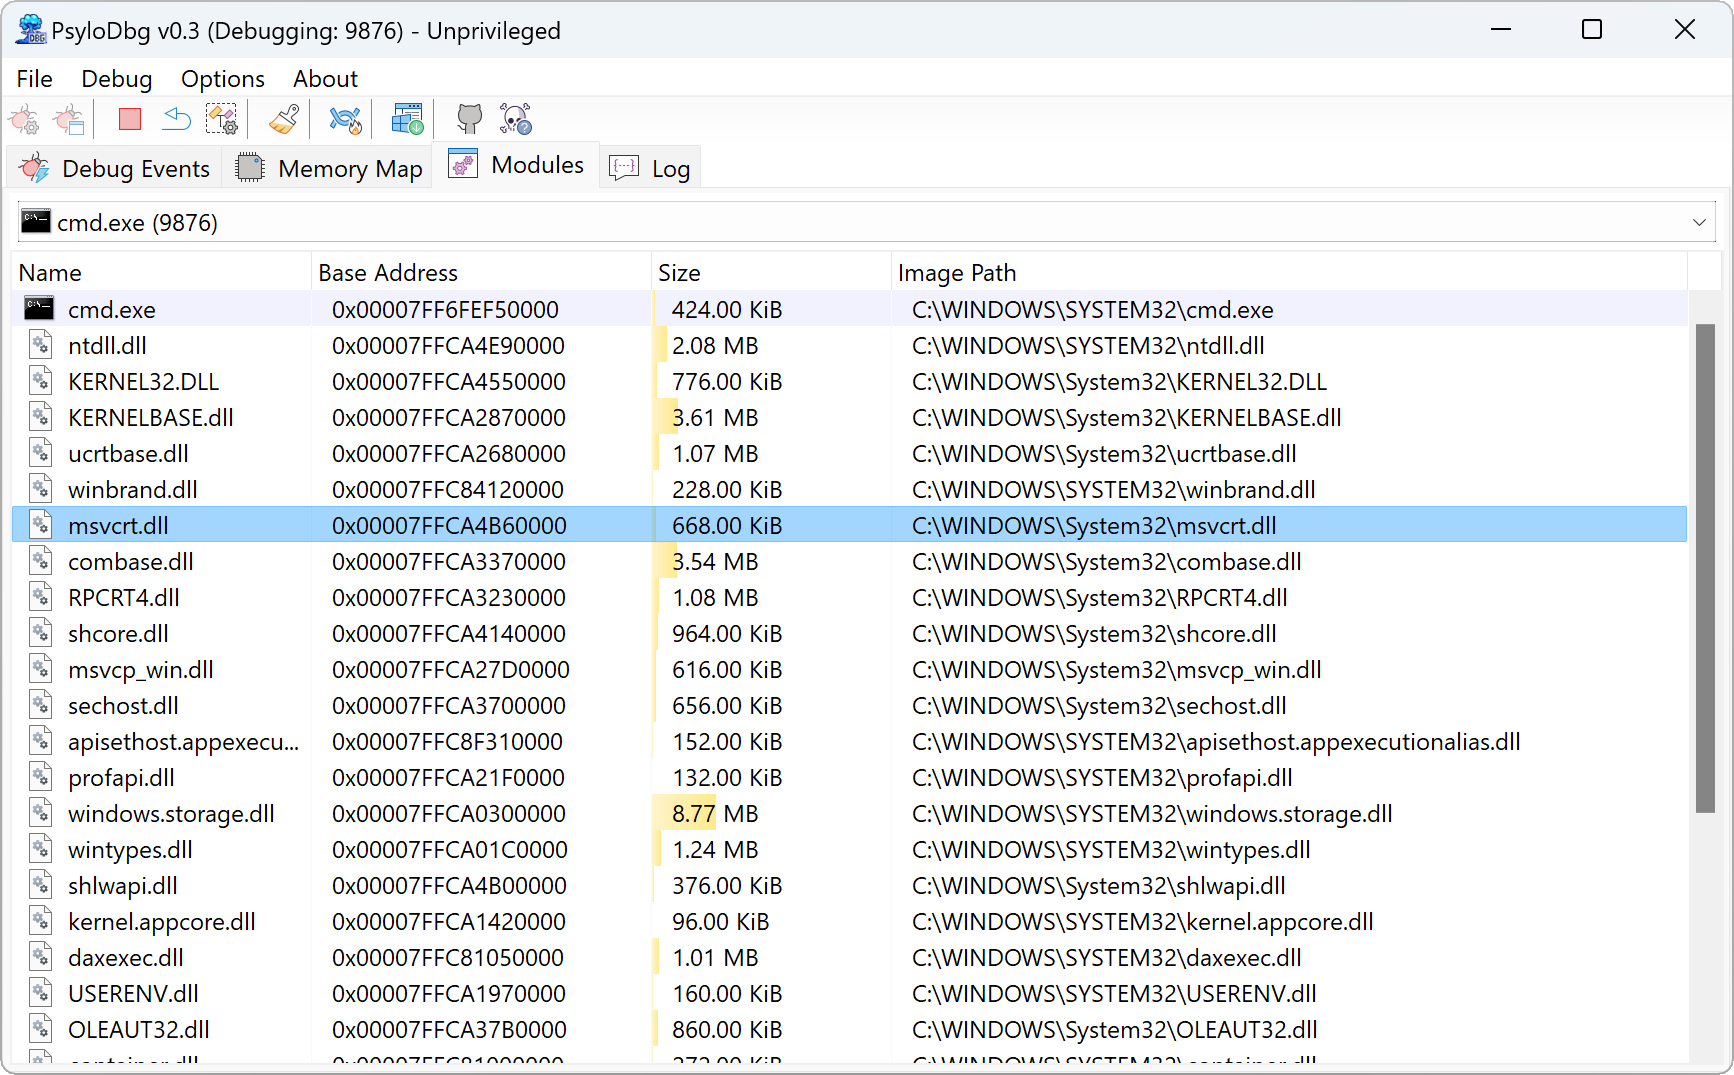 PsyloDbg v0.3 (Debugging: 9876) - Unprivileged
File Debug Options About
Debug Events Memory Map Modules Log
cmd.exe (9876)
Name Base Address Size Image Path
cmd.exe 0x00007FF6FEF50000 424.00 KiB C:\WINDOWS\SYSTEM32\cmd.exe
ntdll.dll 0x00007FFCA4E90000 2.08 MB C:\WINDOWS\SYSTEM32\ntdll.dll
KERNEL32.DLL 0x00007FFCA4550000 776.00 KiB C:\WINDOWS\System32\KERNEL32.DLL
KERNELBASE.dll 0x00007FFCA2870000 3.61 MB C:\WINDOWS\System32\KERNELBASE.dll
ucrtbase.dll 0x00007FFCA2680000 1.07 MB C:\WINDOWS\System32\ucrtbase.dll
winbrand.dll 0x00007FFC84120000 228.00 KiB C:\WINDOWS\SYSTEM32\winbrand.dll
msvcrt.dll 0x00007FFCA4B60000 668.00 KiB C:\WINDOWS\System32\msvcrt.dll
combase.dll 0x00007FFCA3370000 3.54 MB C:\WINDOWS\System32\combase.dll
RPCRT4.dll 0x00007FFCA3230000 1.08 MB C:\WINDOWS\System32\RPCRT4.dll
shcore.dll 0x00007FFCA4140000 964.00 KiB C:\WINDOWS\System32\shcore.dll
msvcp_win.dll 0x00007FFCA27D0000 616.00 KiB C:\WINDOWS\System32\msvcp_win.dll
sechost.dll 0x00007FFCA3700000 656.00 KiB C:\WINDOWS\System32\sechost.dll
apisethost.appexecu... 0x00007FFC8F310000 152.00 KiB C:\WINDOWS\SYSTEM32\apisethost.appexecutionalias.dll
profapi.dll 0x00007FFCA21F0000 132.00 KiB C:\WINDOWS\SYSTEM32\profapi.dll
windows.storage.dll 0x00007FFCA0300000 8.77 MB C:\WINDOWS\SYSTEM32\windows.storage.dll
wintypes.dll 0x00007FFCA01C0000 1.24 MB C:\WINDOWS\SYSTEM32\wintypes.dll
shlwapi.dll 0x00007FFCA4B00000 376.00 KiB C:\WINDOWS\System32\shlwapi.dll
kernel.appcore.dll 0x00007FFCA1420000 96.00 KiB C:\WINDOWS\SYSTEM32\kernel.appcore.dll
daxexec.dll 0x00007FFC81050000 1.01 MB C:\WINDOWS\SYSTEM32\daxexec.dll
USERENV.dll 0x00007FFCA1970000 160.00 KiB C:\WINDOWS\SYSTEM32\USERENV.dll
OLEAUT32.dll 0x00007FFCA37B0000 860.00 KiB C:\WINDOWS\System32\OLEAUT32.dll